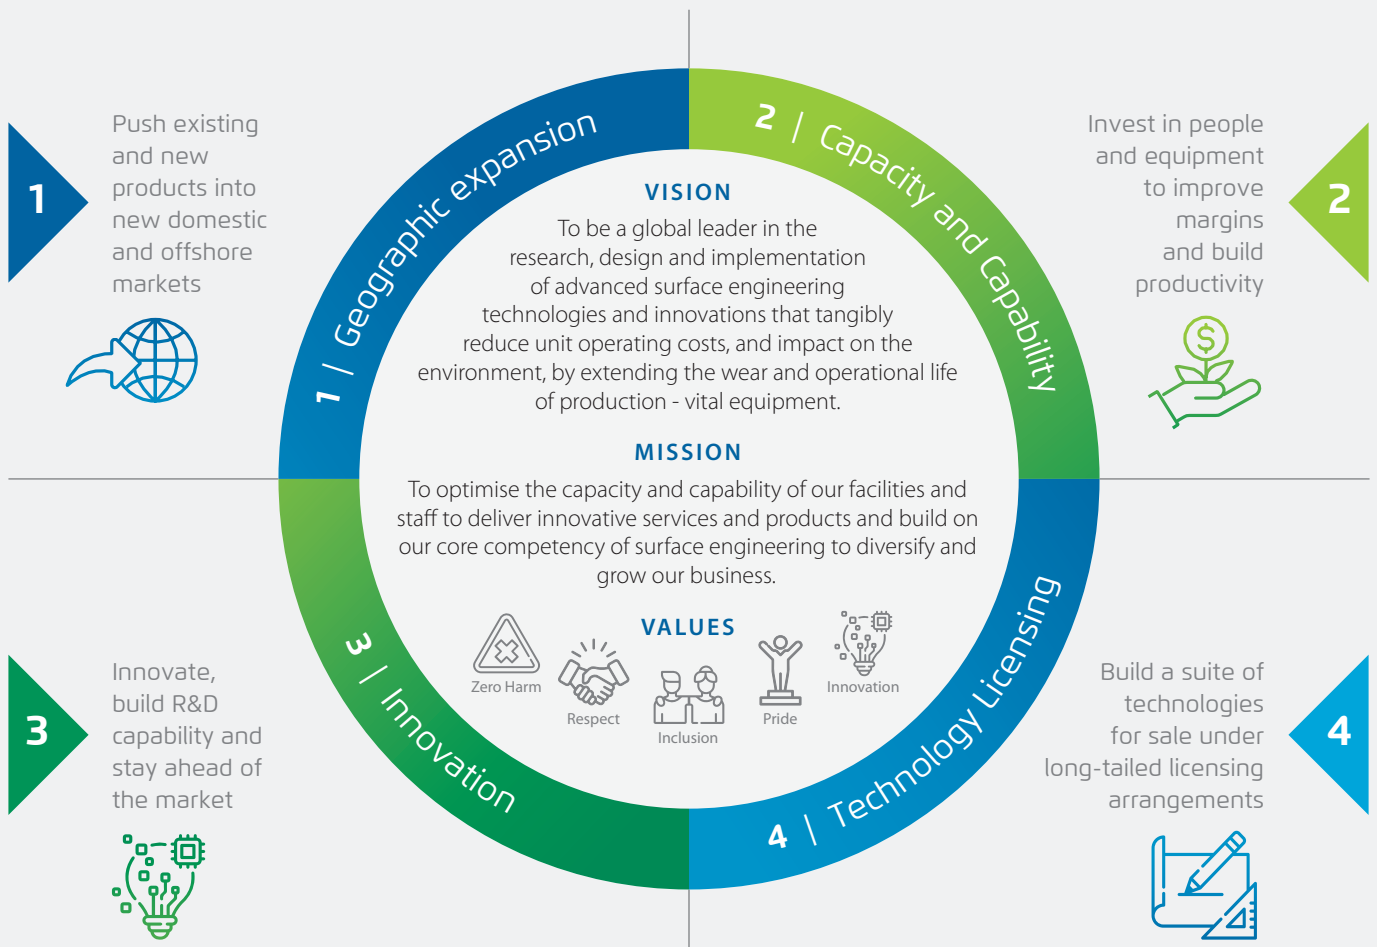 1
Push existing
and new
products into
new domestic
and offshore
markets
1 | Geographic expansion
2 | Capacity and Capability
2
Invest in people
and equipment
to improve
margins
and build
productivity
VISION
To be a global leader in the
research, design and implementation
of advanced surface engineering
technologies and innovations that tangibly
reduce unit operating costs, and impact on the
environment, by extending the wear and operational life
of production - vital equipment.
MISSION
To optimise the capacity and capability of our facilities and
staff to deliver innovative services and products and build on
our core competency of surface engineering to diversify and
grow our business.
VALUES
Zero Harm
Respect
Inclusion
Pride
Innovation
3
Innovate,
build R&D
capability and
stay ahead of
the market
3 | Innovation
4 | Technology Licensing
4
Build a suite of
technologies
for sale under
long-tailed licensing
arrangements